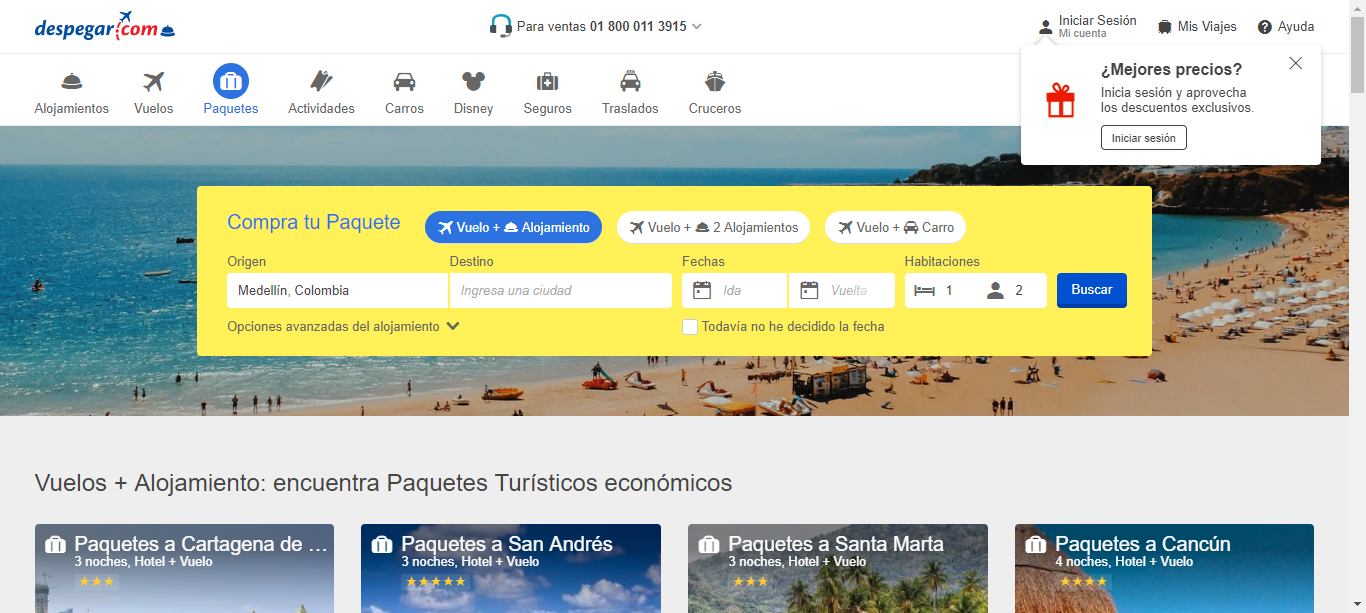 despegar.com
Para ventas 01 800 011 3915
Iniciar Sesión
Mi cuenta
Mis Viajes
Ayuda
¿Mejores precios?
Inicia sesión y aprovecha
los descuentos exclusivos.
Iniciar sesión
Alojamientos
Vuelos
Paquetes
Actividades
Carros
Disney
Seguros
Traslados
Cruceros
Compra tu Paquete
Vuelo + Alojamiento
Vuelo + 2 Alojamientos
Vuelo + Carro
Origen
Destino
Fechas
Habitaciones
Medellín, Colombia
Ingresa una ciudad
Ida
Vuelta
1
2
Buscar
Opciones avanzadas del alojamiento
Todavía no he decidido la fecha
Vuelos + Alojamiento: encuentra Paquetes Turísticos económicos
Paquetes a Cartagena de ...
3 noches, Hotel + Vuelo
Paquetes a San Andrés
3 noches, Hotel + Vuelo
Paquetes a Santa Marta
3 noches, Hotel + Vuelo
Paquetes a Cancún
4 noches, Hotel + Vuelo